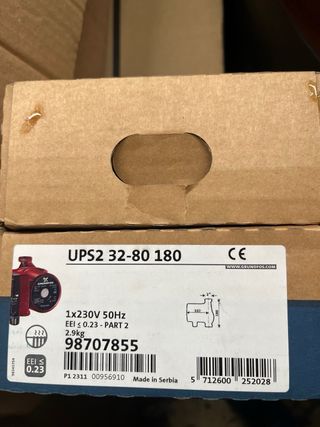 UPS2 32-80 180
CE
WWW.GRUNDFOS.COM
1x230V 50Hz
EEI ≤ 0.23 - PART 2
2.9kg
98707855
EEI ≤
0.23
P1 2311 00956910
Made in Serbia
5 712600 252028